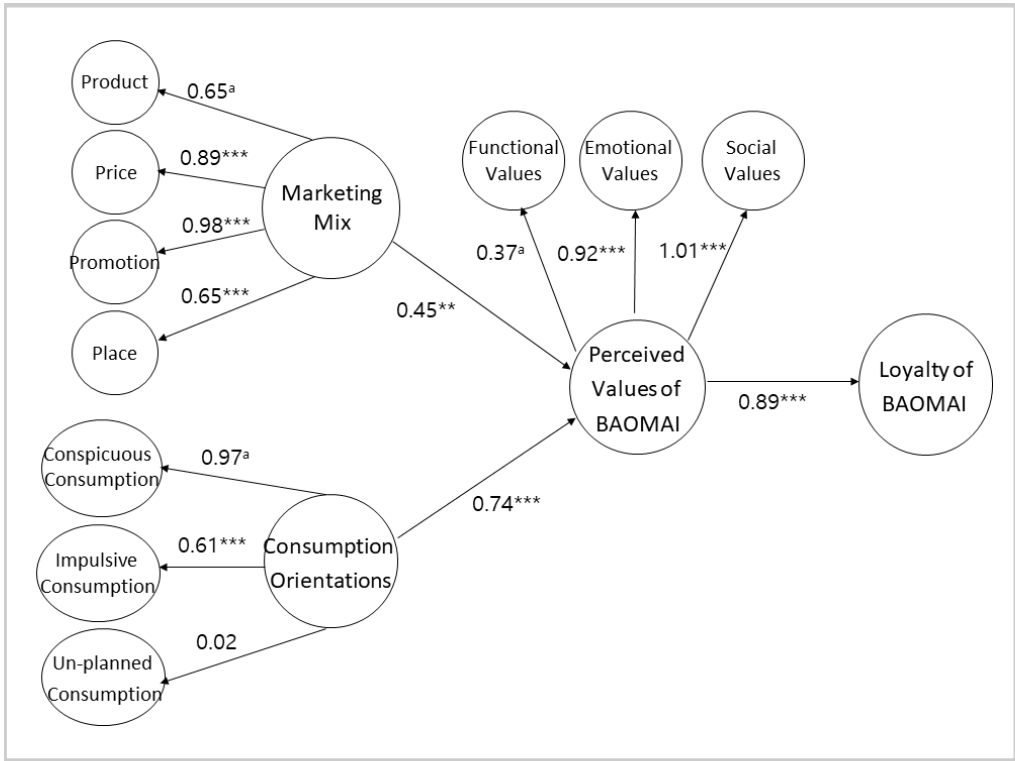 Product
0.65ᵃ
Price
0.89***
Promotion
0.98***
Place
0.65***
Marketing
Mix
Functional
Values
Emotional
Values
Social
Values
0.37ᵃ
0.92***
1.01***
0.45**
Perceived
Values of
BAOMAI
0.89***
Loyalty of
BAOMAI
Conspicuous
Consumption
0.97ᵃ
Impulsive
Consumption
0.61***
Un-planned
Consumption
0.02
Consumption
Orientations
0.74***